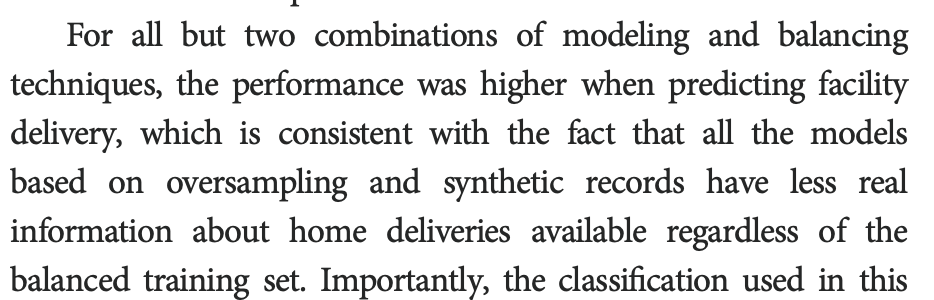 For all but two combinations of modeling and balancing
techniques, the performance was higher when predicting facility
delivery, which is consistent with the fact that all the models
based on oversampling and synthetic records have less real
information about home deliveries available regardless of the
balanced training set. Importantly, the classification used in this